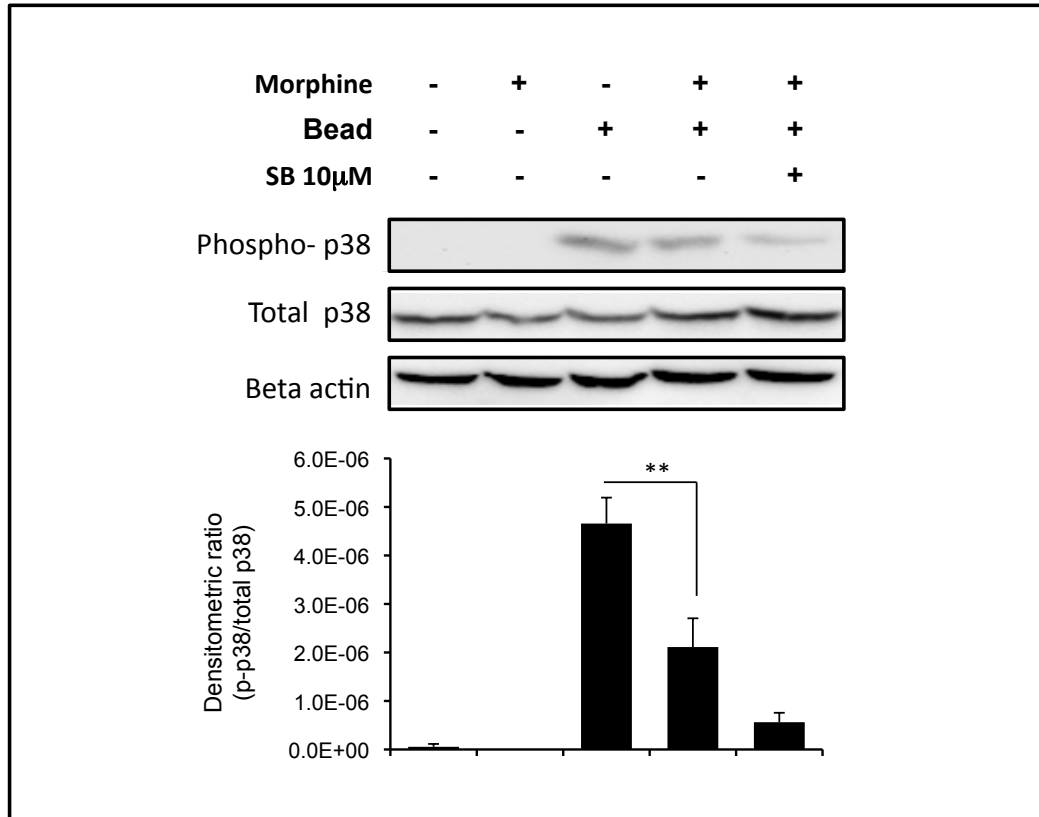 Morphine - + - + +
Bead - - + + +
SB 10μM - - - - +
Phospho- p38
Total p38
Beta actin
Densitometric ratio
(p-p38/total p38)
6.0E-06
5.0E-06
4.0E-06
3.0E-06
2.0E-06
1.0E-06
0.0E+00
**